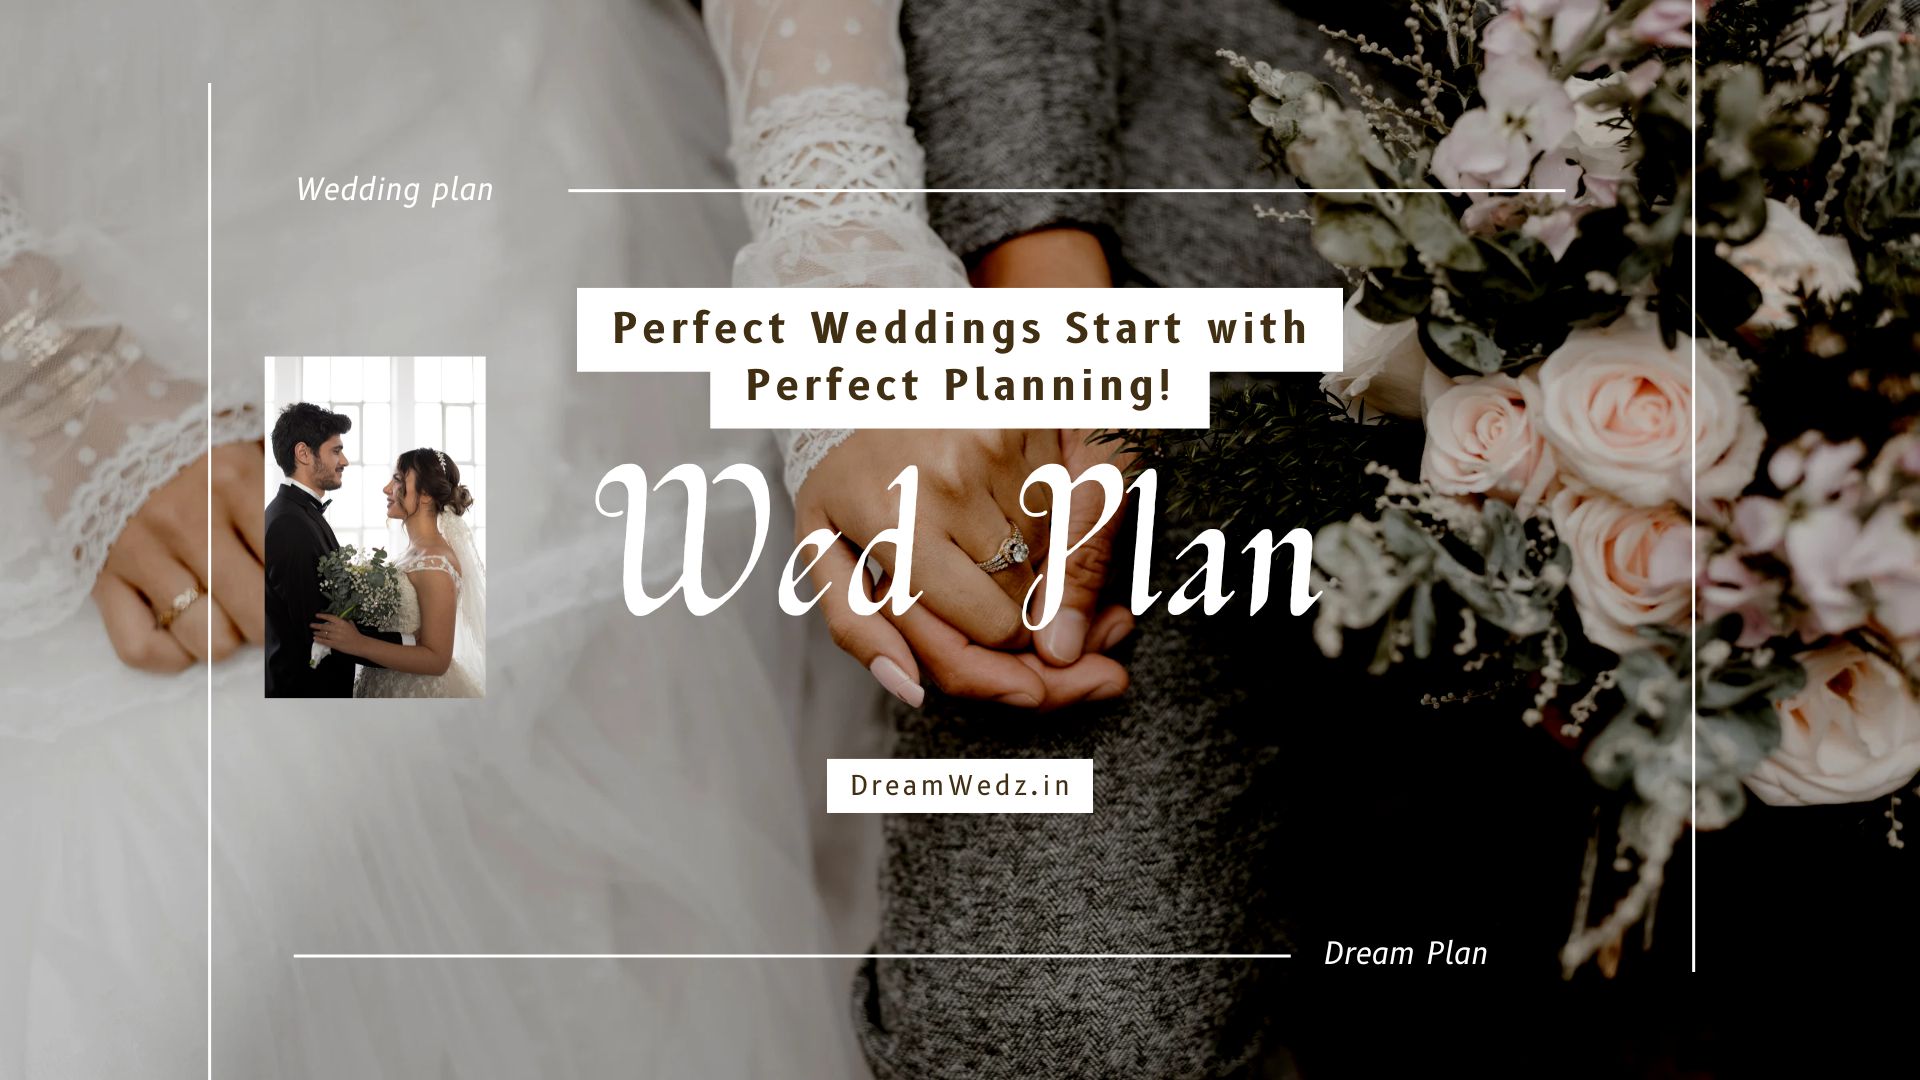 Wedding plan
Perfect Weddings Start with
Perfect Planning!
Wed Plan
DreamWedz.in
Dream Plan